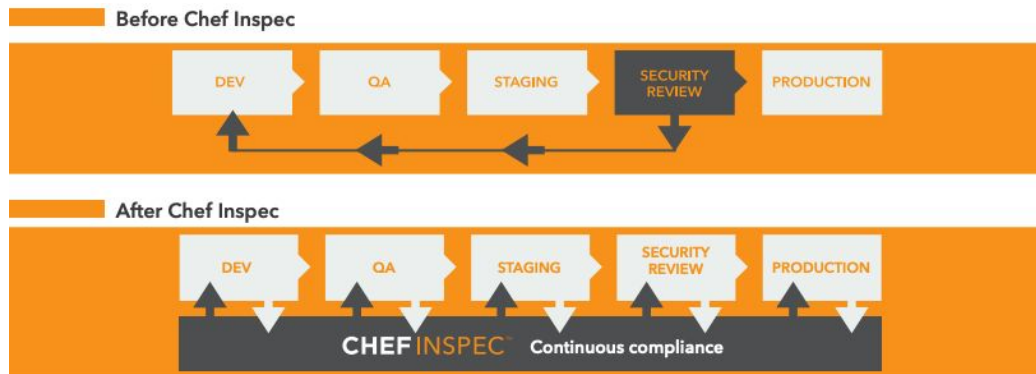 Before Chef Inspec
DEV
QA
STAGING
SECURITY
REVIEW
PRODUCTION
After Chef Inspec
DEV
QA
STAGING
SECURITY
REVIEW
PRODUCTION
CHEF INSPEC™ Continuous compliance